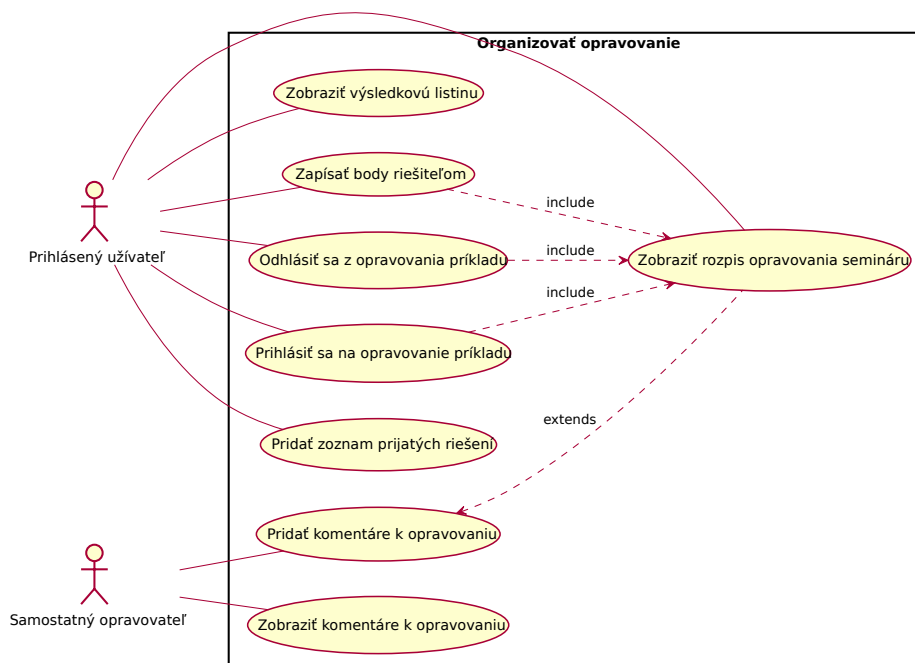 Organizovať opravovanie
Zobraziť výsledkovú listinu
Zapísať body riešiteľom
include
Prihlásený užívateľ
Odhlásiť sa z opravovania príkladu
include
Zobraziť rozpis opravovania semináru
include
Prihlásiť sa na opravovanie príkladu
extends
Pridať zoznam prijatých riešení
Pridať komentáre k opravovaniu
Samostatný opravovateľ
Zobraziť komentáre k opravovaniu